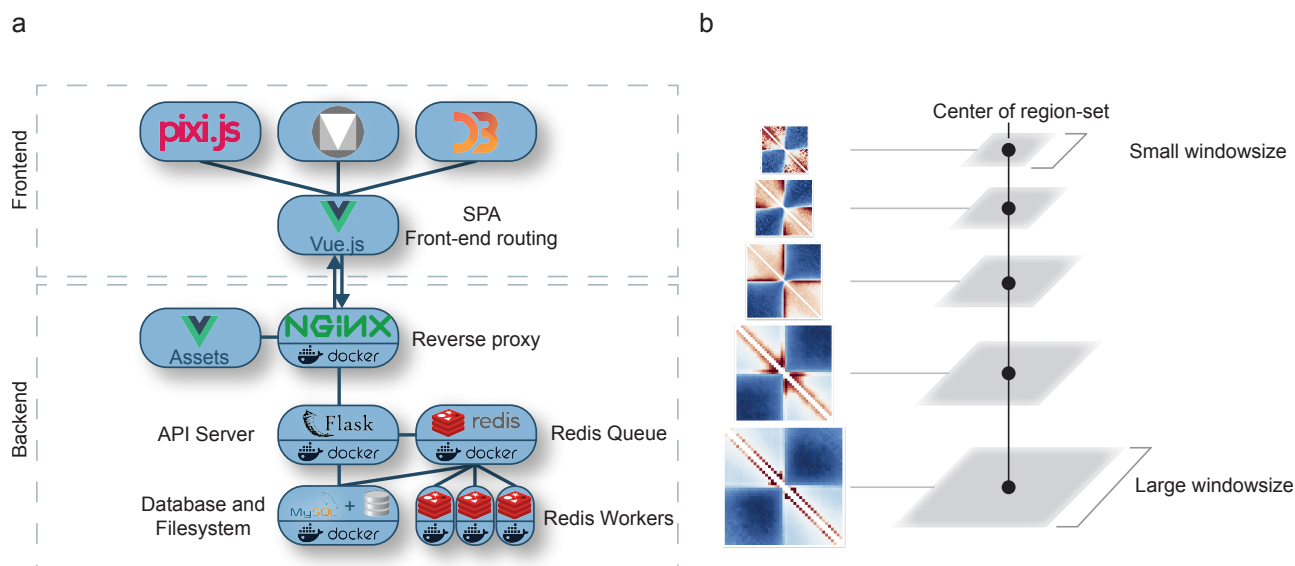 a
b
Frontend
pixi.js
D3
Vue.js
SPA
Front-end routing
Backend
Assets
NGINX
docker
Reverse proxy
API Server
Flask
docker
redis
docker
Redis Queue
Database and
Filesystem
MySQL +
docker
Redis Workers
Center of region-set
Small windowsize
Large windowsize